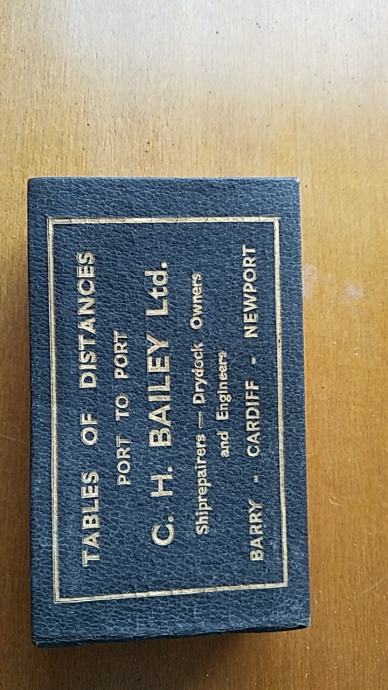 TABLES OF DISTANCES
PORT TO PORT
C. H. BAILEY Ltd.
Shiprepairers — Drydock Owners
and Engineers
BARRY - CARDIFF - NEWPORT